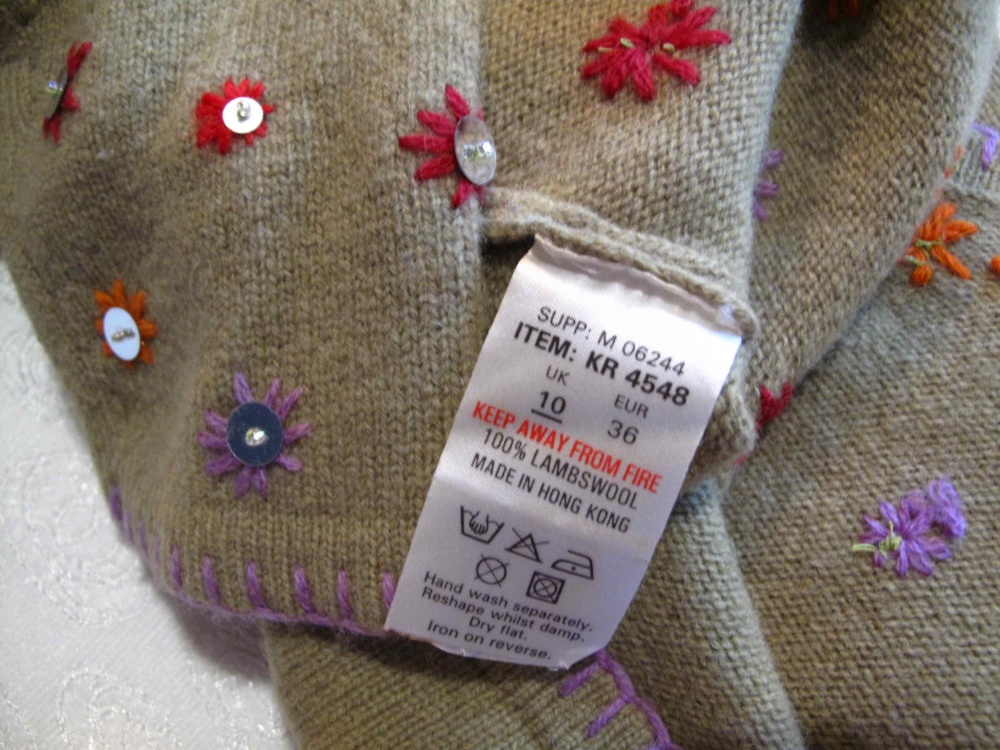 SUPP: M 06244
ITEM: KR 4548
UK EUR
10 36
KEEP AWAY FROM FIRE
100% LAMBSWOOL
MADE IN HONG KONG
Hand wash separately.
Reshape whilst damp.
Dry flat.
Iron on reverse.